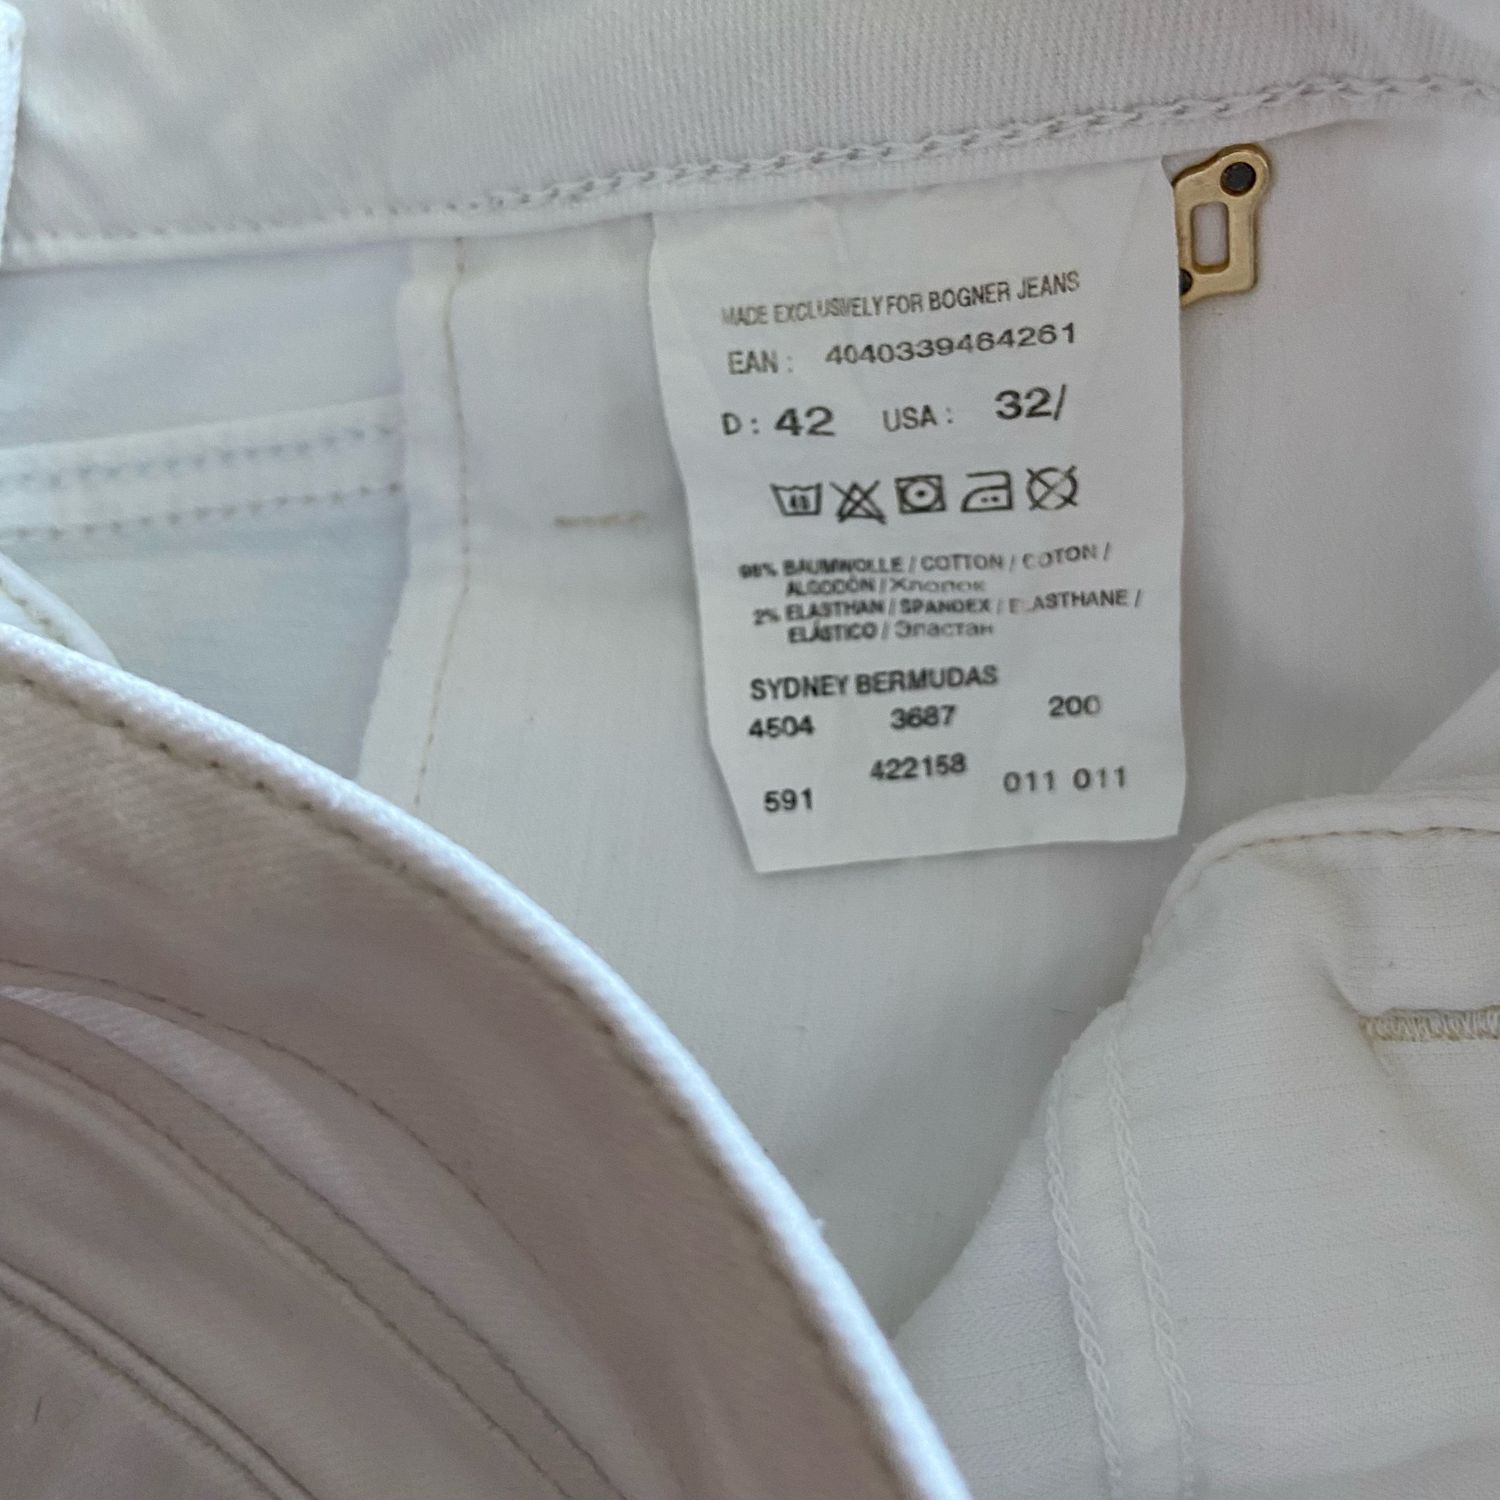 MADE EXCLUSIVELY FOR BOGNER JEANS
EAN : 4040339464261
D : 42 USA : 32/
40
98% BAUMWOLLE / COTTON / COTON /
ALGODÓN / Хлопок
2% ELASTHAN / SPANDEX / ELASTHANE /
ELÁSTICO / Эластан
SYDNEY BERMUDAS
4504 3687 200
422158
591 011 011